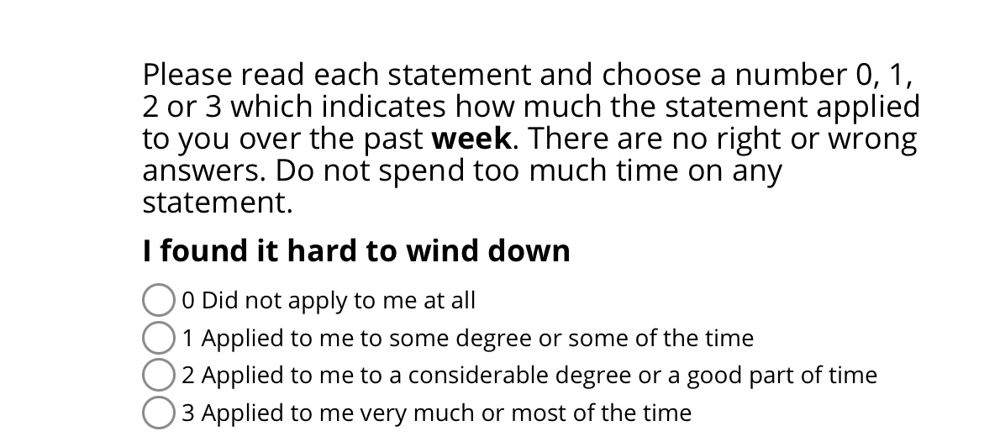 Please read each statement and choose a number 0, 1,
2 or 3 which indicates how much the statement applied
to you over the past week. There are no right or wrong
answers. Do not spend too much time on any
statement.
I found it hard to wind down
0 Did not apply to me at all
1 Applied to me to some degree or some of the time
2 Applied to me to a considerable degree or a good part of time
3 Applied to me very much or most of the time